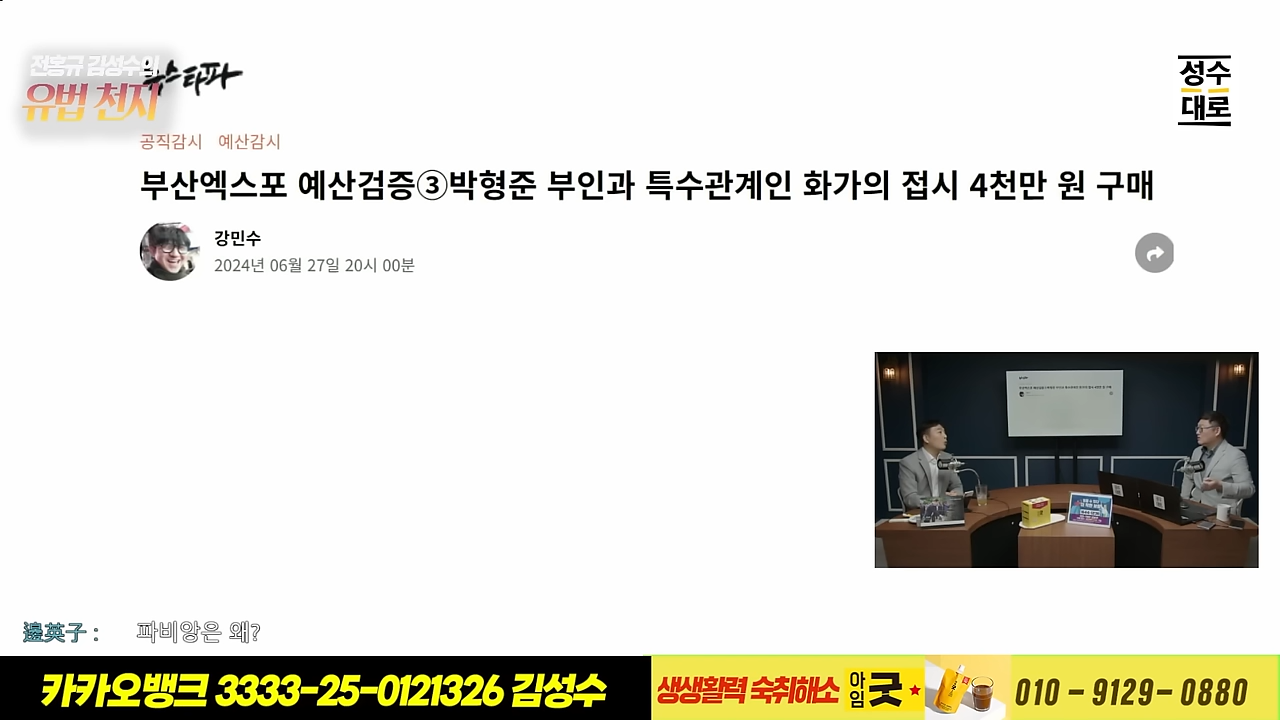 전홍규 김성수의
유법 천지
뉴스타파
성수
대로
공직감시 예산감시
부산엑스포 예산검증③박형준 부인과 특수관계인 화가의 접시 4천만 원 구매
강민수
2024년 06월 27일 20시 00분
邊英子 : 파비앙은 왜?
카카오뱅크 3333-25-0121326 김성수
생생활력 숙취해소
아임
굿
010 - 9129- 0880